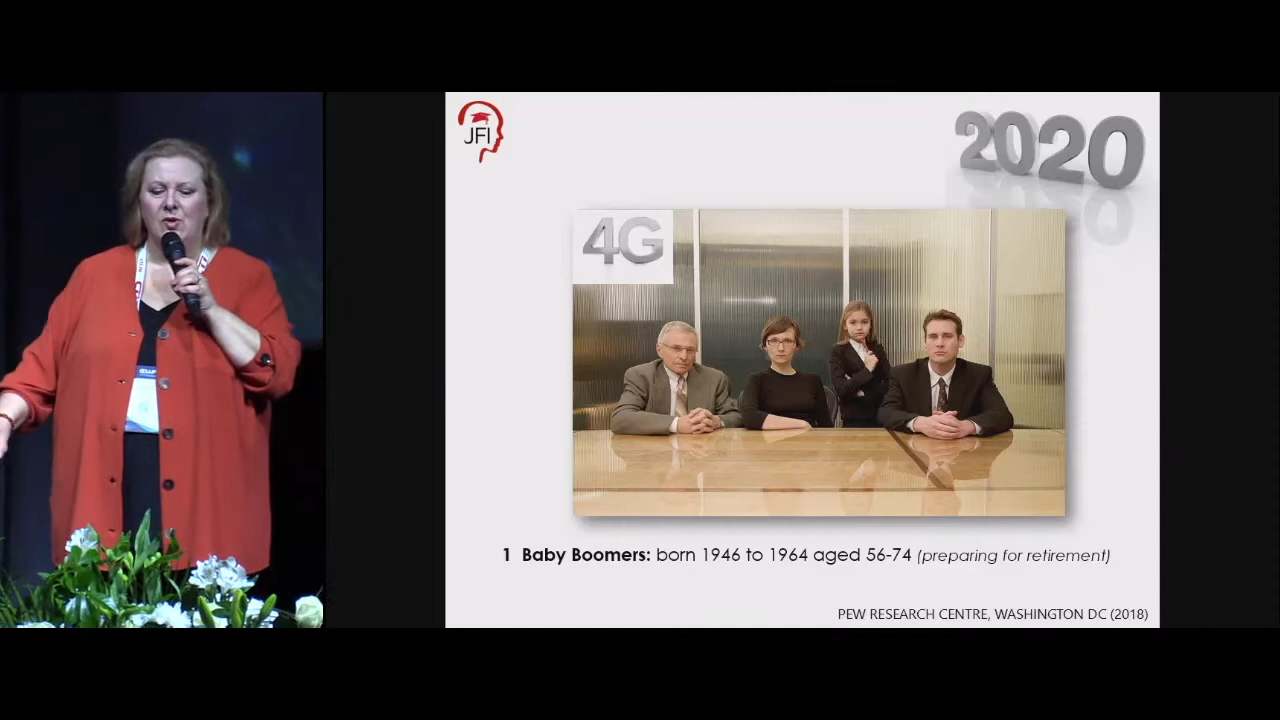 JFI
2020
4G
1 Baby Boomers: born 1946 to 1964 aged 56-74 (preparing for retirement)
PEW RESEARCH CENTRE, WASHINGTON DC (2018)